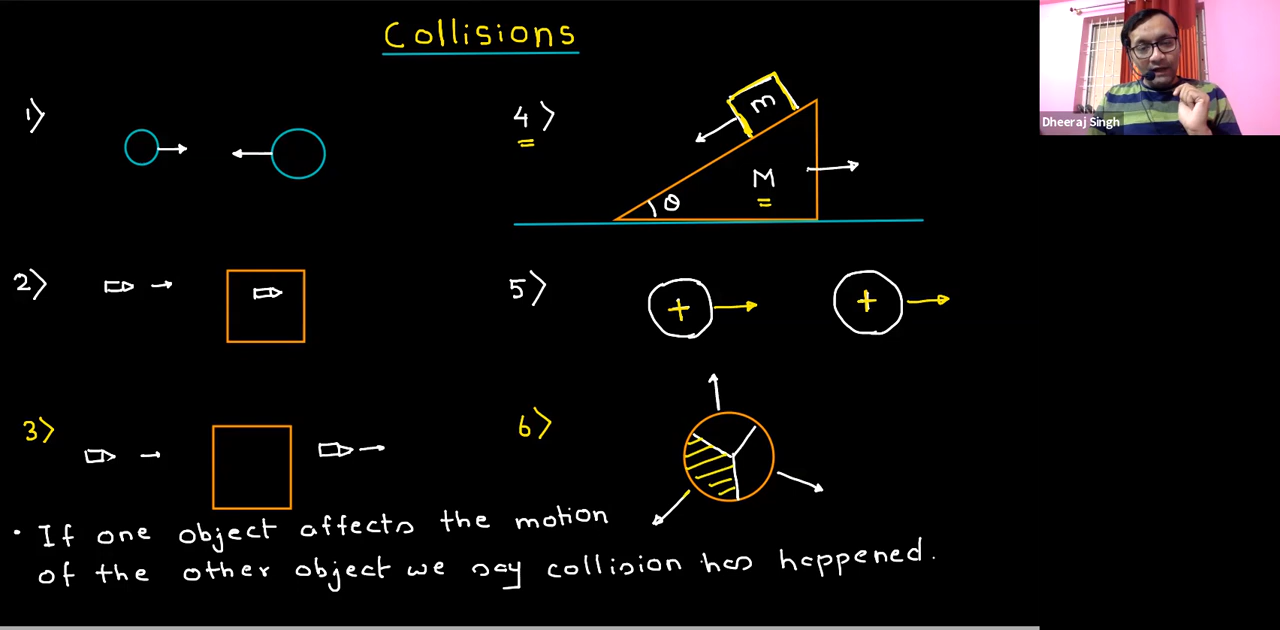 Collisions
1)
2)
3)
4)
m
M
θ
5)
+ +
6)
• If one object affects the motion
of the other object we say collision has happened.
Dheeraj Singh